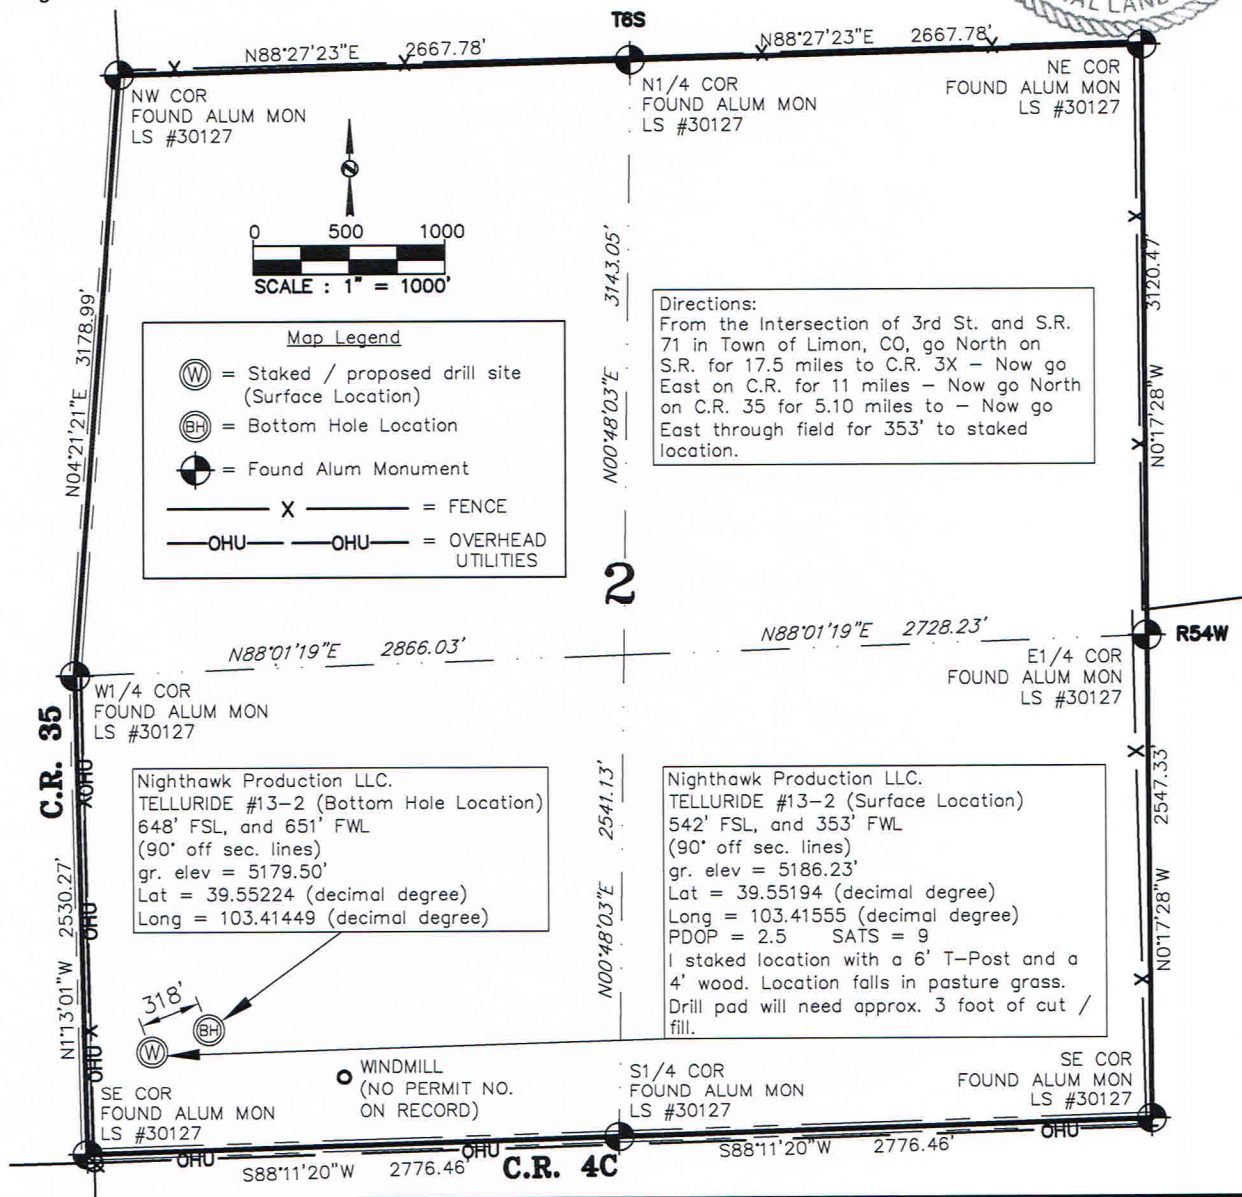 AL LAND
T6S
N88°27'23"E 2667.78'
N88°27'23"E 2667.78'
NW COR
FOUND ALUM MON
LS #30127
N1/4 COR
FOUND ALUM MON
LS #30127
NE COR
FOUND ALUM MON
LS #30127
0 500 1000
SCALE : 1" = 1000'
Map Legend
W = Staked / proposed drill site
(Surface Location)
BH = Bottom Hole Location
= Found Alum Monument
X = FENCE
OHU OHU = OVERHEAD
UTILITIES
N04°21'21"E 3178.99'
N00°48'03"E 3143.05'
Directions:
From the Intersection of 3rd St. and S.R.
71 in Town of Limon, CO, go North on
S.R. for 17.5 miles to C.R. 3X – Now go
East on C.R. for 11 miles – Now go North
on C.R. 35 for 5.10 miles to – Now go
East through field for 353' to staked
location.
X
X
X
X
X
X
N0°17'28"W 3120.47'
2
N88°01'19"E 2866.03'
N88°01'19"E 2728.23'
R54W
W1/4 COR
FOUND ALUM MON
LS #30127
E1/4 COR
FOUND ALUM MON
LS #30127
C.R. 35
XOHU
OHU
OHU X
N1°13'01"W 2530.27'
Nighthawk Production LLC.
TELLURIDE #13-2 (Bottom Hole Location)
648' FSL, and 651' FWL
(90° off sec. lines)
gr. elev = 5179.50'
Lat = 39.55224 (decimal degree)
Long = 103.41449 (decimal degree)
N00°48'03"E 2541.13'
Nighthawk Production LLC.
TELLURIDE #13-2 (Surface Location)
542' FSL, and 353' FWL
(90° off sec. lines)
gr. elev = 5186.23'
Lat = 39.55194 (decimal degree)
Long = 103.41555 (decimal degree)
PDOP = 2.5 SATS = 9
I staked location with a 6' T-Post and a
4' wood. Location falls in pasture grass.
Drill pad will need approx. 3 foot of cut /
fill.
X
X
N0°17'28"W 2547.33'
318'
BH
W
WINDMILL
(NO PERMIT NO.
ON RECORD)
SE COR
FOUND ALUM MON
LS #30127
S1/4 COR
FOUND ALUM MON
LS #30127
SE COR
FOUND ALUM MON
LS #30127
OHU OHU OHU
S88°11'20"W 2776.46'
C.R. 4C
S88°11'20"W 2776.46'